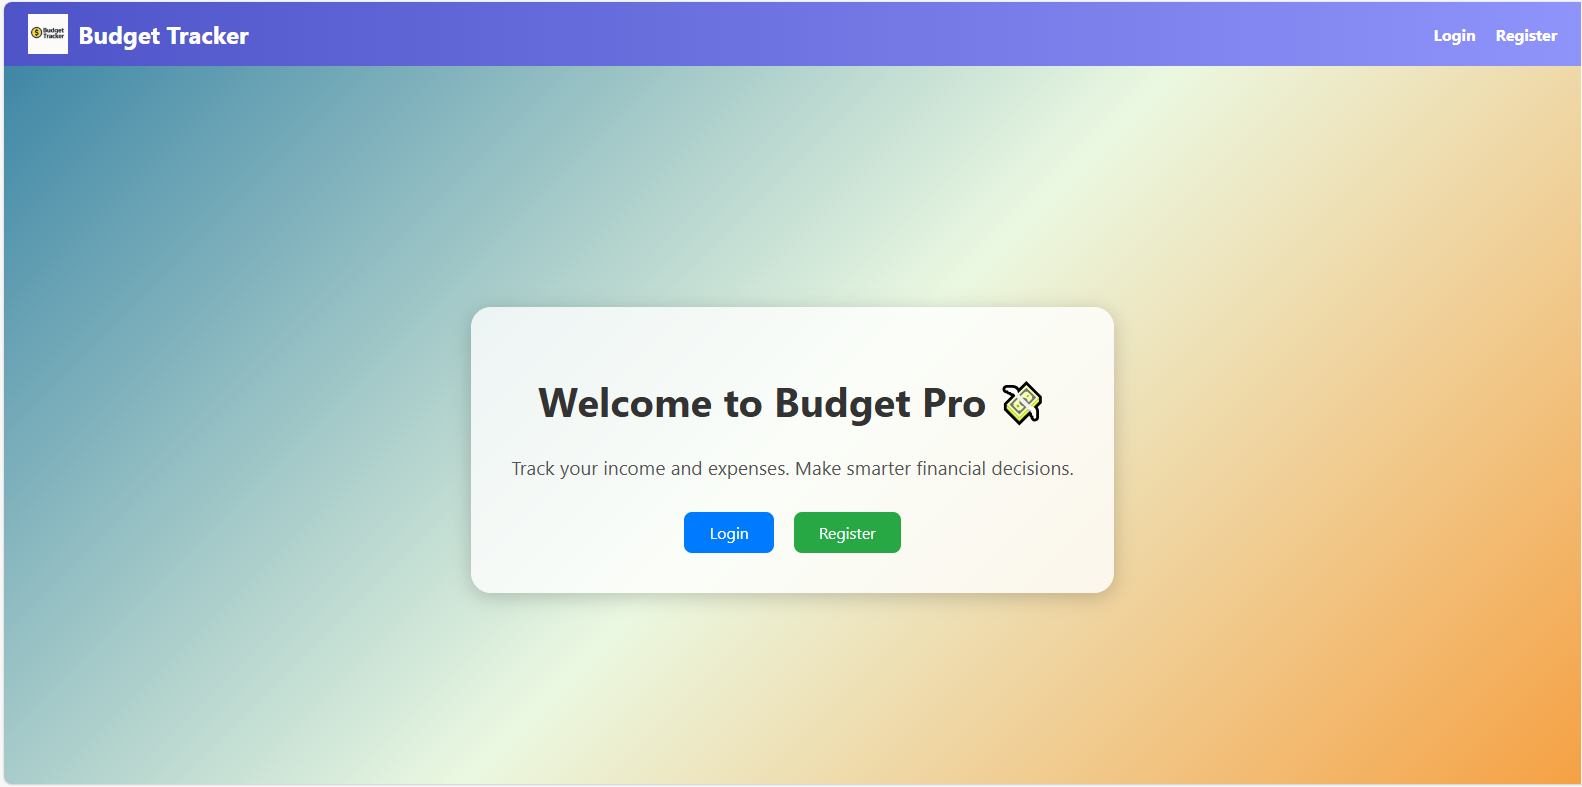 Budget
Tracker
Budget Tracker
Login
Register
Welcome to Budget Pro 💸
Track your income and expenses. Make smarter financial decisions.
Login
Register